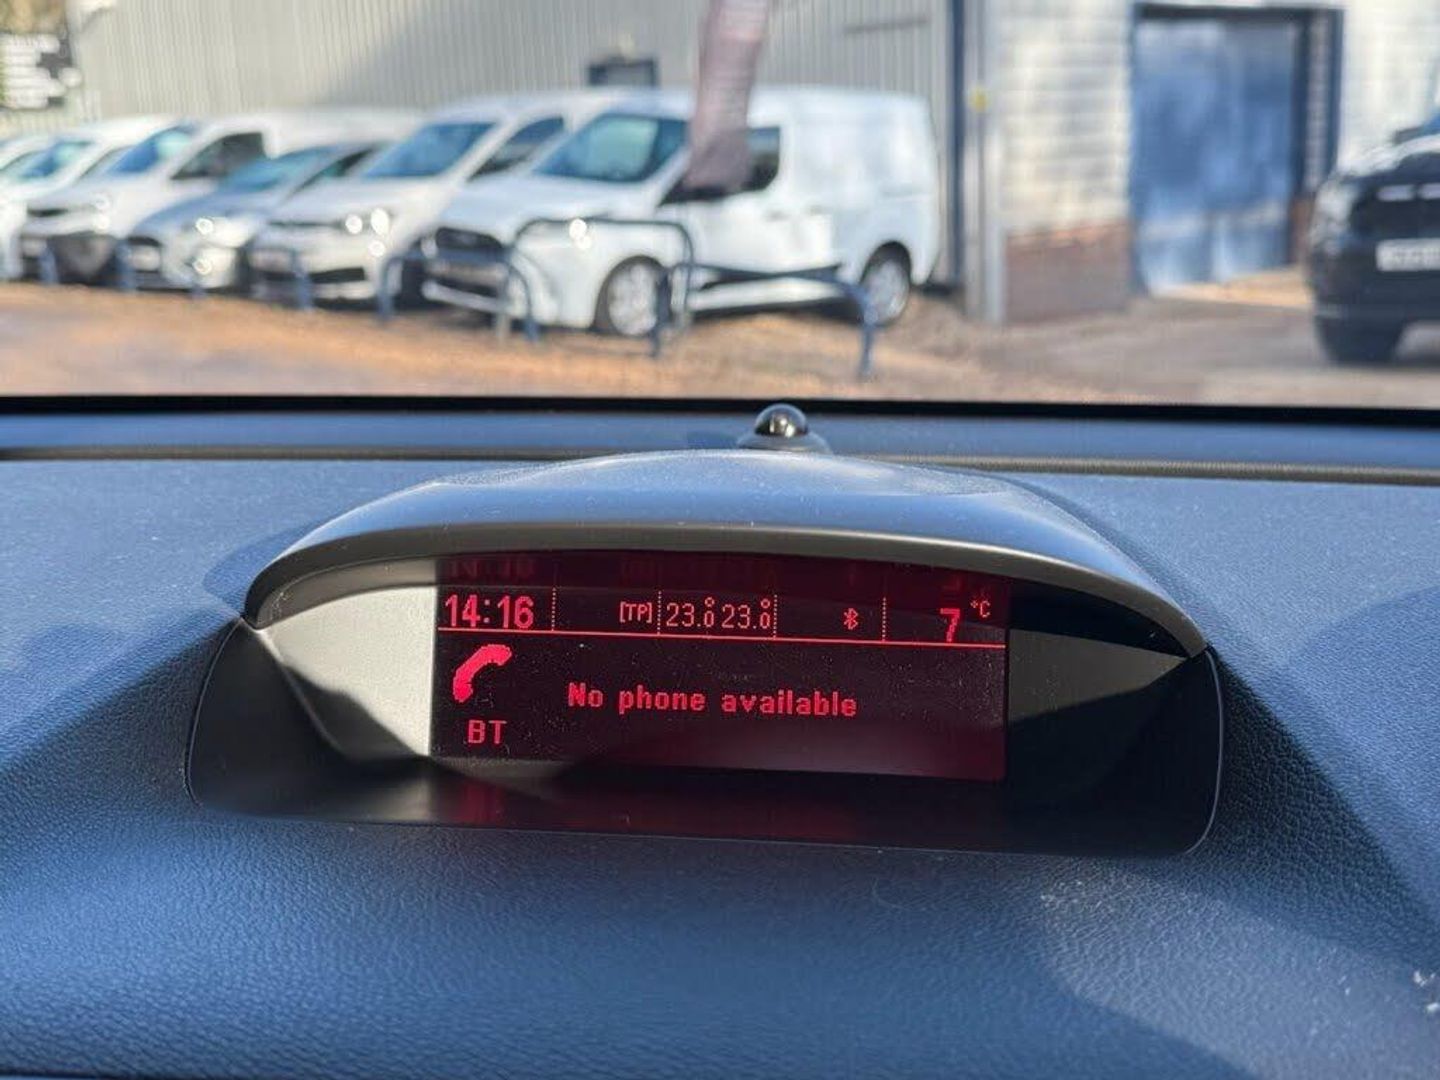 14:16 [TP] 23.0° 23.0° 7°C
No phone available
BT